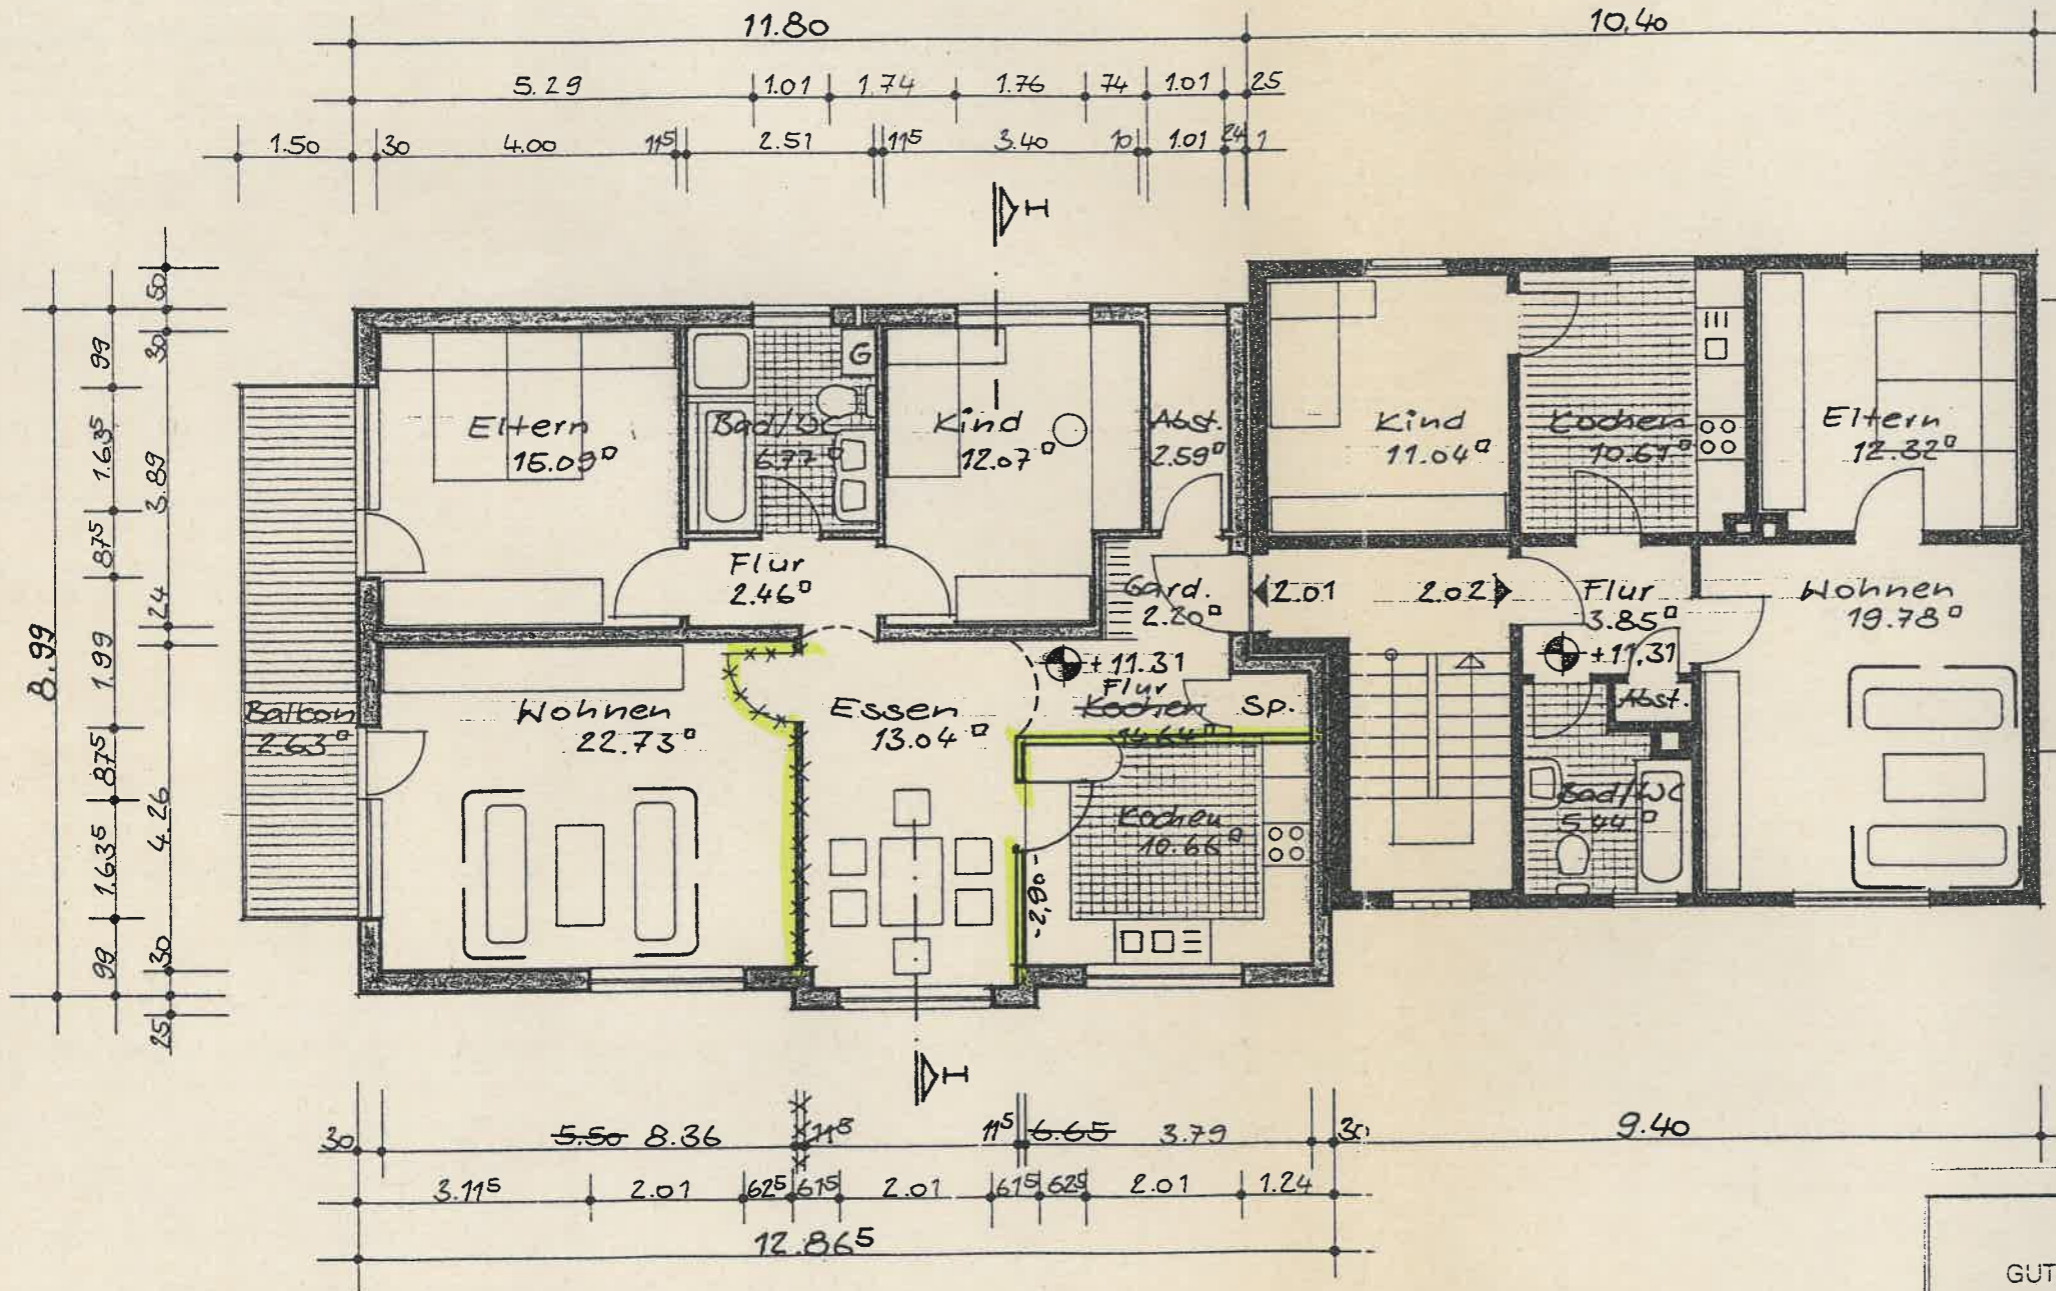 11.80
10.40
5.29 1.01 1.74 1.76 74 1.01 25
1.50 30 4.00 11⁵ 2.51 11⁵ 3.40 10 1.01 24 1
I
50
30
3.89
24
4.26
30
25
99
1.63⁵
87⁵
1.99
87⁵
1.63⁵
99
8.99
Eltern
15.09
Bad/WC
6.77
G
Kind
12.07
Abst.
2.59
Kind
11.04
Kochen
10.67
Eltern
12.32
Flur
2.46
Gard.
2.20
2.01
2.02
Flur
3.85
Wohnen
19.78
+11.31
+11.31
Flur
Kochen
14.64
Sp.
Abst.
Balkon
2.63
Wohnen
22.73
Essen
13.04
Kochen
10.66
-2,90-
Bad/WC
5.44
I
30 5.50 8.36 11⁵ 11⁵ 6.65 3.79 30 9.40
3.11⁵ 2.01 62⁵ 61⁵ 2.01 61⁵ 62⁵ 2.01 1.24
12.86⁵
GUT